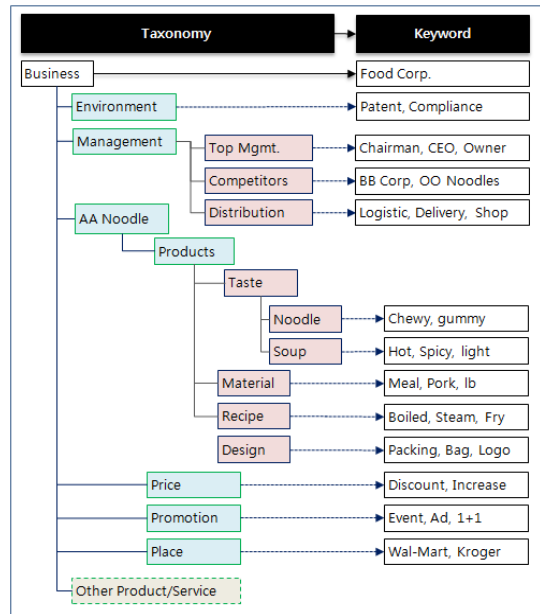 Taxonomy Keyword
Business Food Corp.
Environment Patent, Compliance
Management Top Mgmt. Chairman, CEO, Owner
Competitors BB Corp, OO Noodles
Distribution Logistic, Delivery, Shop
AA Noodle
Products
Taste
Noodle Chewy, gummy
Soup Hot, Spicy, light
Material Meal, Pork, lb
Recipe Boiled, Steam, Fry
Design Packing, Bag, Logo
Price Discount, Increase
Promotion Event, Ad, 1+1
Place Wal-Mart, Kroger
Other Product/Service